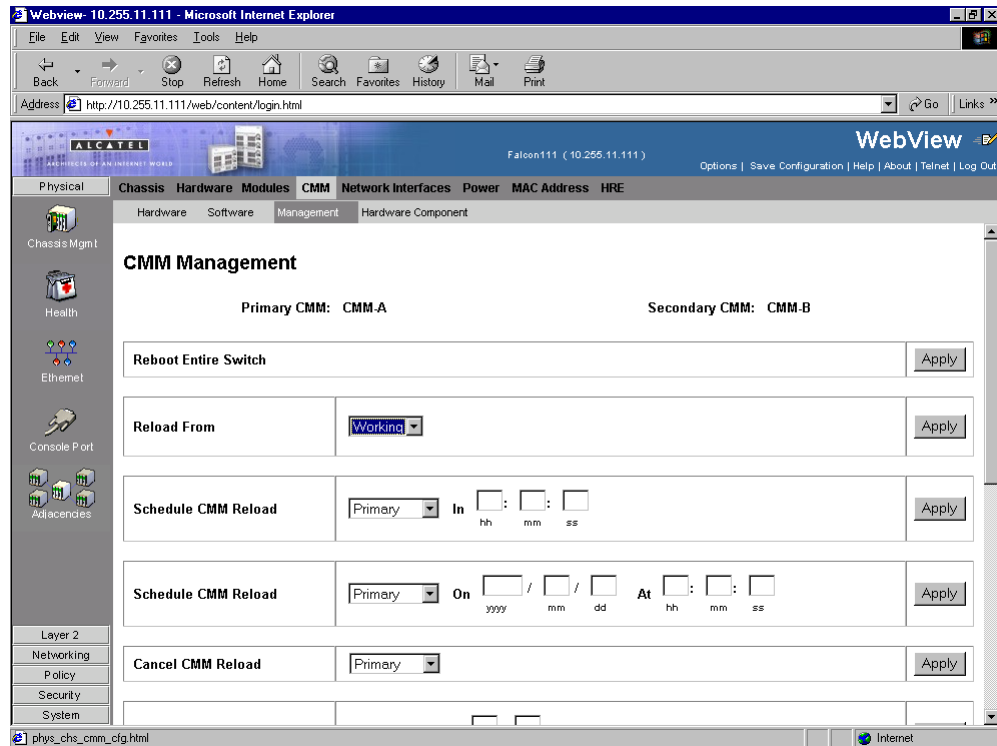 Webview- 10.255.11.111 - Microsoft Internet Explorer
File Edit View Favorites Tools Help
Back Forward Stop Refresh Home Search Favorites History Mail Print
Address http://10.255.11.111/web/content/login.html Go Links »
ALCATEL
ARCHITECTS OF AN INTERNET WORLD
Falcon111 ( 10.255.11.111 )
WebView
Options | Save Configuration | Help | About | Telnet | Log Out
Physical
Chassis Hardware Modules CMM Network Interfaces Power MAC Address HRE
Hardware Software Management Hardware Component
Chassis Mgmt
Health
Ethernet
Console Port
Adjacencies
Layer 2
Networking
Policy
Security
System
CMM Management
Primary CMM: CMM-A Secondary CMM: CMM-B
Reboot Entire Switch Apply
Reload From Working Apply
Schedule CMM Reload Primary In : : Apply
hh mm ss
Schedule CMM Reload Primary On / / At : : Apply
yyyy mm dd hh mm ss
Cancel CMM Reload Primary Apply
phys_chs_cmm_cfg.html Internet